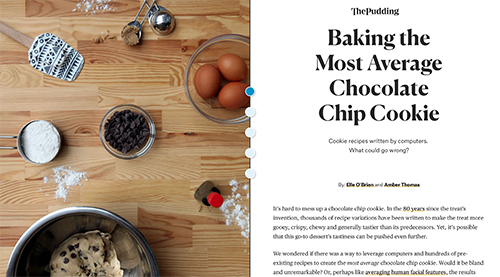 The Pudding
Baking the
Most Average
Chocolate
Chip Cookie
Cookie recipes written by computers.
What could go wrong?
By: Elle O'Brien and Amber Thomas
It's hard to mess up a chocolate chip cookie. In the 80 years since the treat's
invention, thousands of recipe variations have been written to make the treat more
gooey, crispy, chewy and generally tastier than its predecessors. Yet, it's possible
that this go-to dessert's tastiness can be pushed even further.
We wondered if there was a way to leverage computers and hundreds of pre-
existing recipes to create the most average chocolate chip cookie. Would it be bland
and unremarkable? Or, perhaps like averaging human facial features, the results